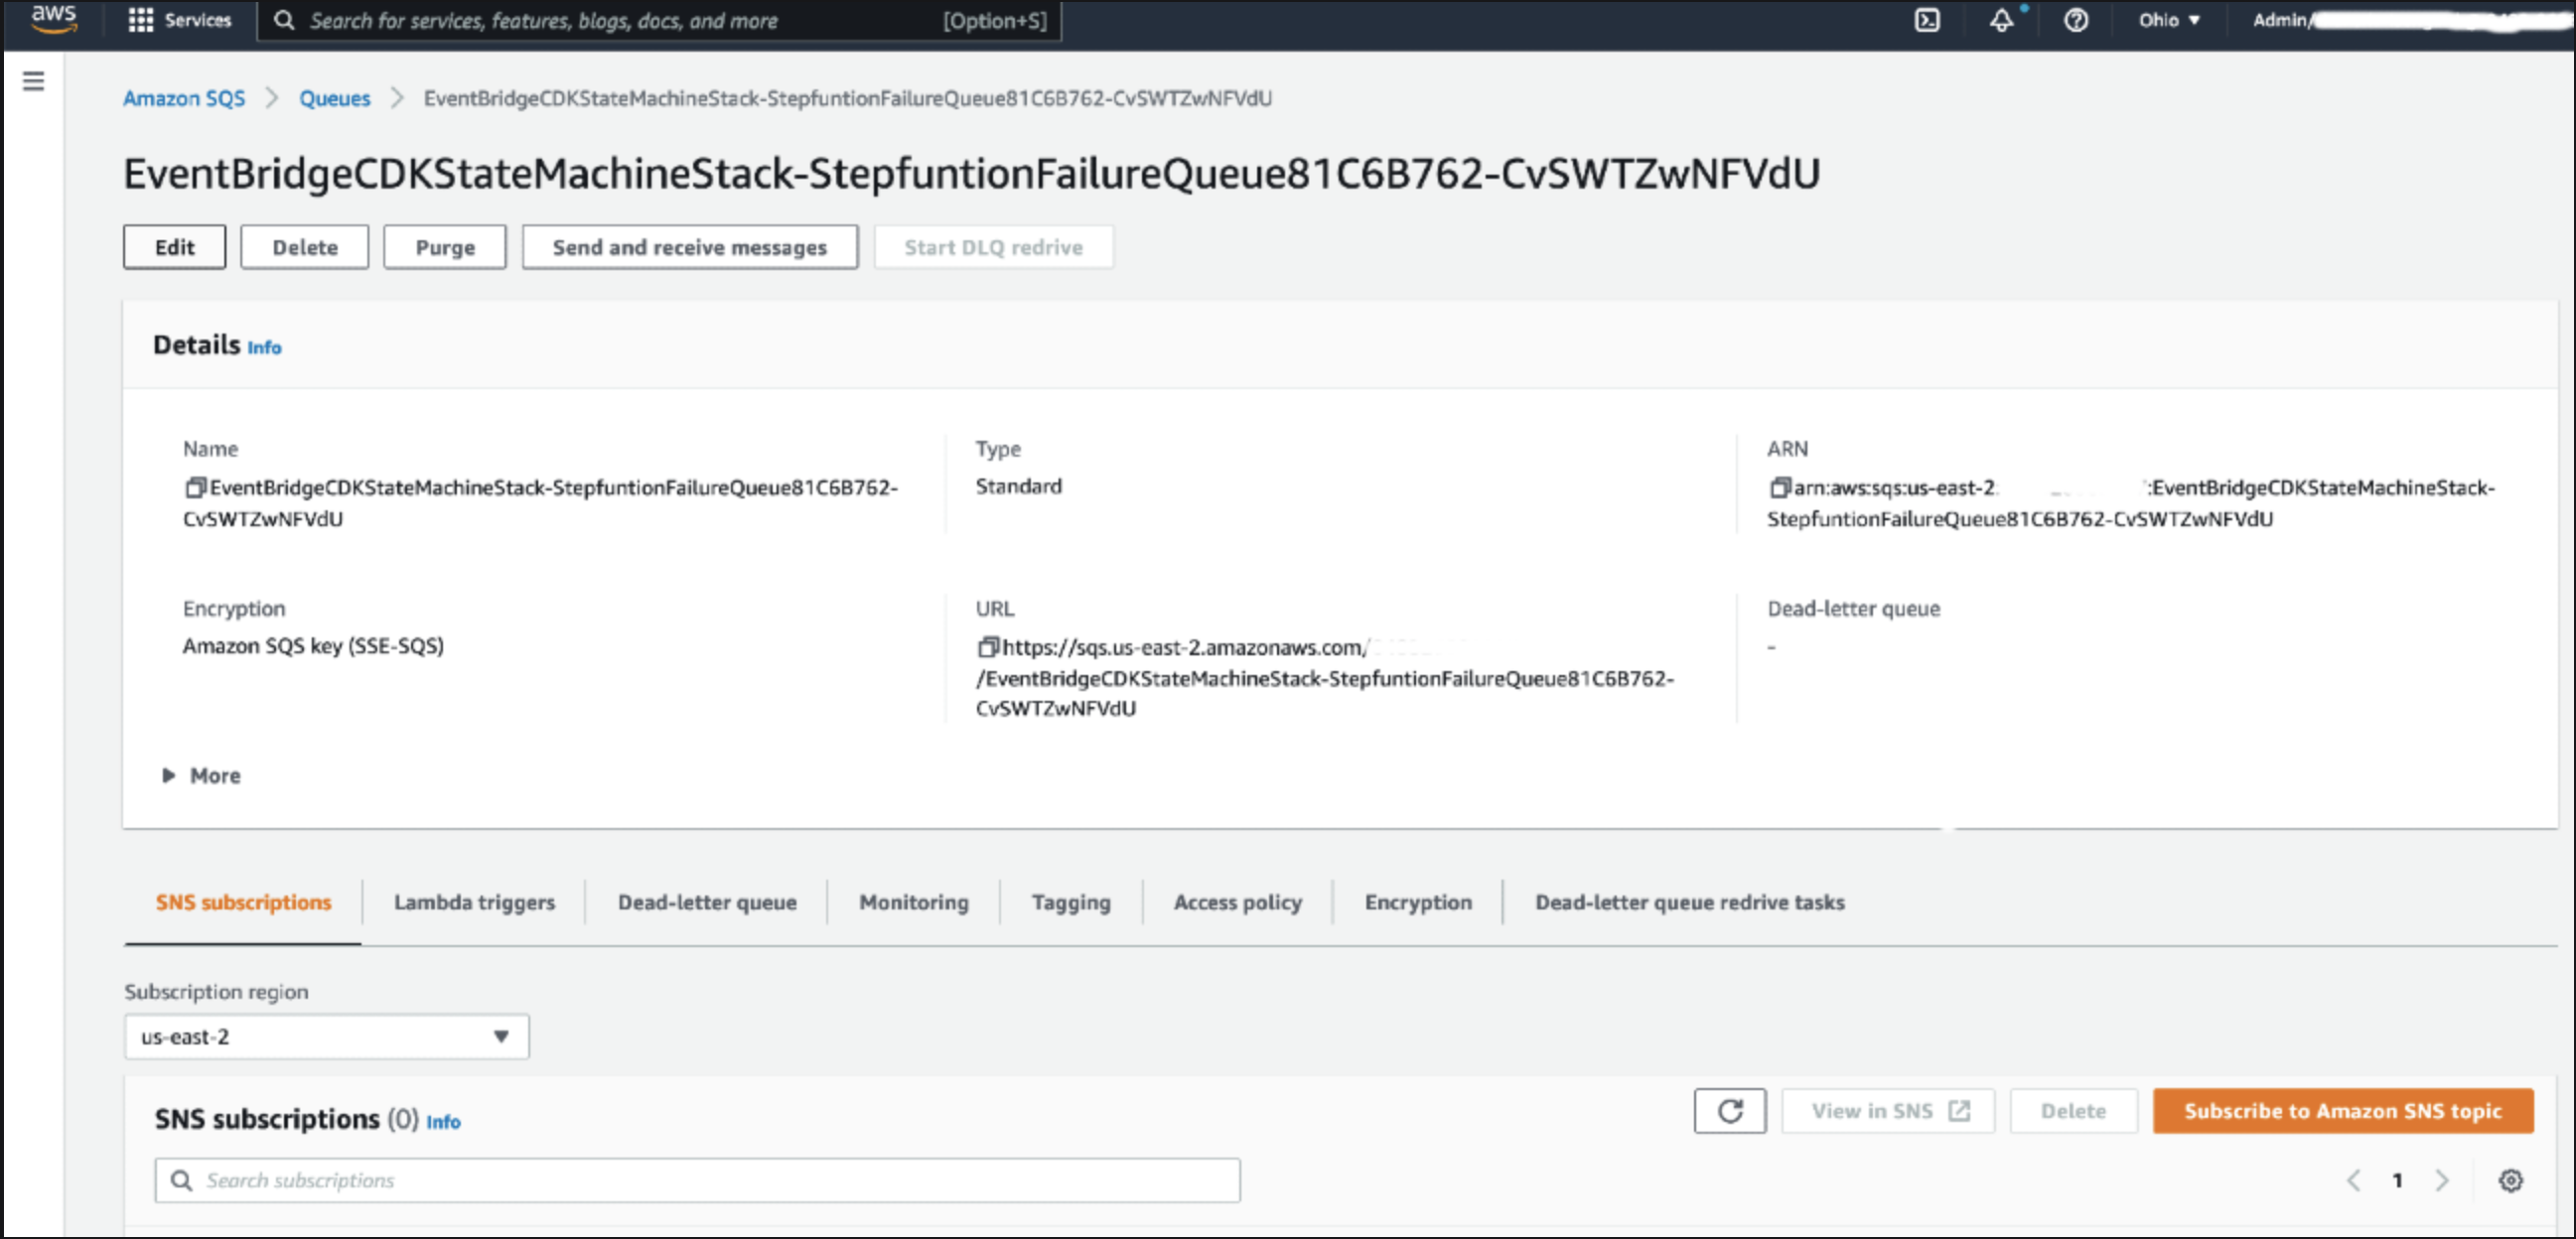 aws
Services
Search for services, features, blogs, docs, and more [Option+S]
Ohio
Admin/
Amazon SQS > Queues > EventBridgeCDKStateMachineStack-StepfuntionFailureQueue81C6B762-CvSWTZwNFVdU
EventBridgeCDKStateMachineStack-StepfuntionFailureQueue81C6B762-CvSWTZwNFVdU
Edit
Delete
Purge
Send and receive messages
Start DLQ redrive
Details Info
Name
EventBridgeCDKStateMachineStack-StepfuntionFailureQueue81C6B762-
CvSWTZwNFVdU
Type
Standard
ARN
arn:aws:sqs:us-east-2 :EventBridgeCDKStateMachineStack-
StepfuntionFailureQueue81C6B762-CvSWTZwNFVdU
Encryption
Amazon SQS key (SSE-SQS)
URL
https://sqs.us-east-2.amazonaws.com/
/EventBridgeCDKStateMachineStack-StepfuntionFailureQueue81C6B762-
CvSWTZwNFVdU
Dead-letter queue
-
More
SNS subscriptions
Lambda triggers
Dead-letter queue
Monitoring
Tagging
Access policy
Encryption
Dead-letter queue redrive tasks
Subscription region
us-east-2
SNS subscriptions (0) Info
View in SNS
Delete
Subscribe to Amazon SNS topic
Search subscriptions
1